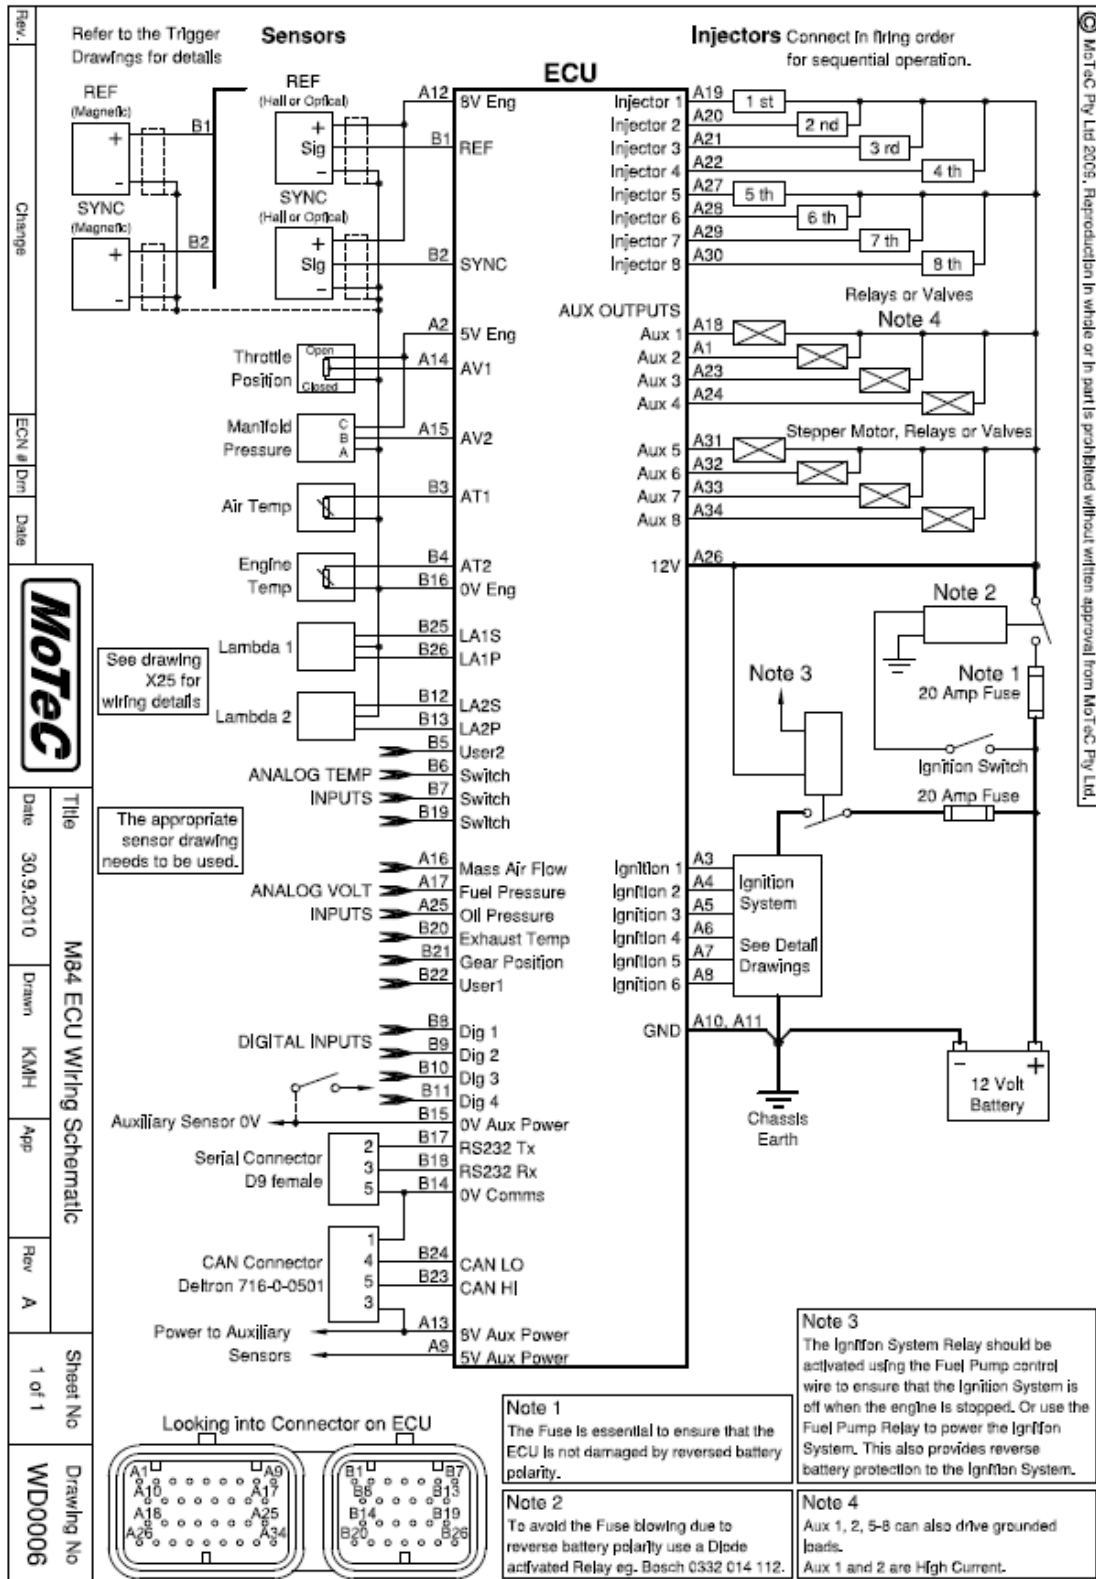 Refer to the Trigger
Drawings for details
Sensors
Injectors Connect in firing order
for sequential operation.
ECU
REF
(Magnetic)
+
-
B1
SYNC
(Magnetic)
+
-
B2
REF
(Hall or Optical)
+
Sig
-
SYNC
(Hall or Optical)
+
Sig
-
A12 8V Eng
B1 REF
B2 SYNC
A2 5V Eng
Throttle
Position
Open
Closed
A14 AV1
Manifold
Pressure
C
B
A
A15 AV2
Air Temp
B3 AT1
Engine
Temp
B4 AT2
B16 0V Eng
Lambda 1
B25 LA1S
B26 LA1P
See drawing
X25 for
wiring details
Lambda 2
B12 LA2S
B13 LA2P
ANALOG TEMP
INPUTS
B5 User2
B6 Switch
B7 Switch
B19 Switch
The appropriate
sensor drawing
needs to be used.
ANALOG VOLT
INPUTS
A16 Mass Air Flow
A17 Fuel Pressure
A25 Oil Pressure
B20 Exhaust Temp
B21 Gear Position
B22 User1
DIGITAL INPUTS
B8 Dig 1
B9 Dig 2
B10 Dig 3
B11 Dig 4
Auxiliary Sensor 0V
B15 0V Aux Power
Serial Connector
D9 female
2
3
5
B17 RS232 Tx
B18 RS232 Rx
B14 0V Comms
CAN Connector
Deltron 716-0-0501
1
4
5
3
B24 CAN LO
B23 CAN HI
Power to Auxiliary
Sensors
A13 8V Aux Power
A9 5V Aux Power
Injector 1 A19 1 st
Injector 2 A20 2 nd
Injector 3 A21 3 rd
Injector 4 A22 4 th
Injector 5 A27 5 th
Injector 6 A28 6 th
Injector 7 A29 7 th
Injector 8 A30 8 th
Relays or Valves
Note 4
AUX OUTPUTS
Aux 1 A18
Aux 2 A1
Aux 3 A23
Aux 4 A24
Stepper Motor, Relays or Valves
Aux 5 A31
Aux 6 A32
Aux 7 A33
Aux 8 A34
12V A26
Note 2
Note 1
20 Amp Fuse
Note 3
Ignition Switch
20 Amp Fuse
Ignition 1 A3
Ignition 2 A4
Ignition 3 A5
Ignition 4 A6
Ignition 5 A7
Ignition 6 A8
Ignition
System
See Detail
Drawings
GND A10, A11
Chassis
Earth
- +
12 Volt
Battery
Looking into Connector on ECU
A1 A9
A10 A17
A18 A25
A26 A34
B1 B7
B8 B13
B14 B19
B20 B26
Note 1
The Fuse is essential to ensure that the
ECU is not damaged by reversed battery
polarity.
Note 2
To avoid the Fuse blowing due to
reverse battery polarity use a Diode
activated Relay eg. Bosch 0332 014 112.
Note 3
The Ignition System Relay should be
activated using the Fuel Pump control
wire to ensure that the Ignition System is
off when the engine is stopped. Or use the
Fuel Pump Relay to power the Ignition
System. This also provides reverse
battery protection to the Ignition System.
Note 4
Aux 1, 2, 5-8 can also drive grounded
loads.
Aux 1 and 2 are High Current.
Rev.
Change
ECN #
Drn
Date
MoTeC
Title
M84 ECU Wiring Schematic
Date 30.9.2010
Drawn KMH
App
Rev A
Sheet No
1 of 1
Drawing No
WD0006
© MoTeC Pty Ltd 2009. Reproduction in whole or in part is prohibited without written approval from MoTeC Pty Ltd.